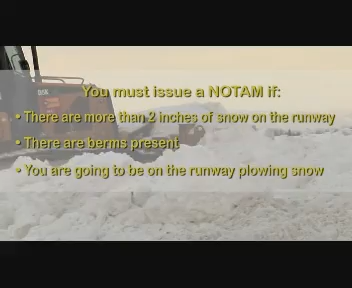 You must issue a NOTAM if:
• There are more than 2 inches of snow on the runway
• There are berms present
• You are going to be on the runway plowing snow